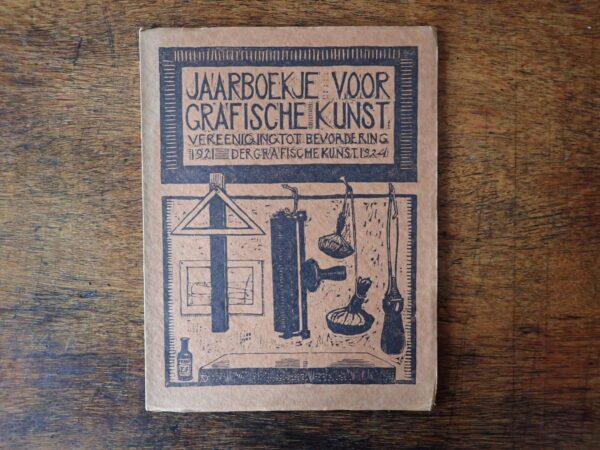 JAARBOEKJE VOOR
GRAFISCHE KUNST
VEREENIGING TOT BEVORDERING
1921 DER GRAFISCHE KUNST 1924